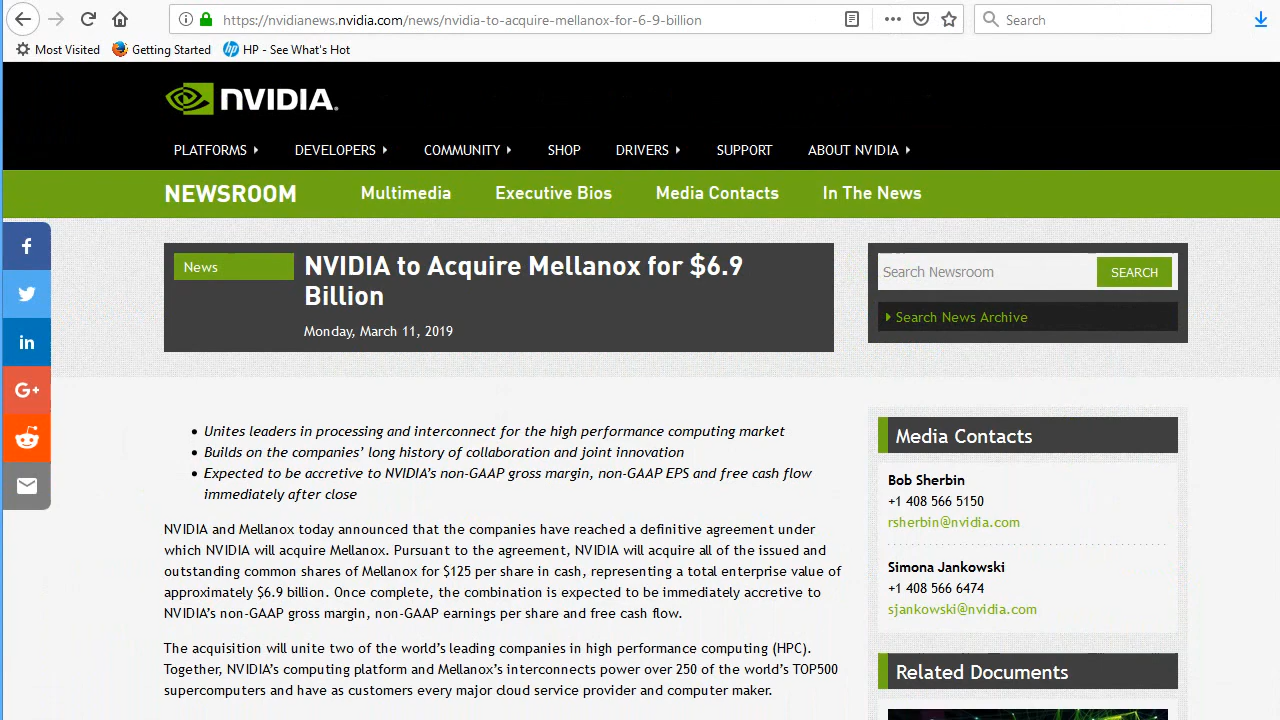 https://nvidianews.nvidia.com/news/nvidia-to-acquire-mellanox-for-6-9-billion
Search
Most Visited
Getting Started
HP - See What's Hot
NVIDIA.
PLATFORMS
DEVELOPERS
COMMUNITY
SHOP
DRIVERS
SUPPORT
ABOUT NVIDIA
NEWSROOM
Multimedia
Executive Bios
Media Contacts
In The News
f
in
G+
News
NVIDIA to Acquire Mellanox for $6.9
Billion
Monday, March 11, 2019
Search Newsroom
SEARCH
Search News Archive
• Unites leaders in processing and interconnect for the high performance computing market
• Builds on the companies’ long history of collaboration and joint innovation
• Expected to be accretive to NVIDIA’s non-GAAP gross margin, non-GAAP EPS and free cash flow
immediately after close
NVIDIA and Mellanox today announced that the companies have reached a definitive agreement under
which NVIDIA will acquire Mellanox. Pursuant to the agreement, NVIDIA will acquire all of the issued and
outstanding common shares of Mellanox for $125 per share in cash, representing a total enterprise value of
approximately $6.9 billion. Once complete, the combination is expected to be immediately accretive to
NVIDIA’s non-GAAP gross margin, non-GAAP earnings per share and free cash flow.
The acquisition will unite two of the world’s leading companies in high performance computing (HPC).
Together, NVIDIA’s computing platform and Mellanox’s interconnects power over 250 of the world’s TOP500
supercomputers and have as customers every major cloud service provider and computer maker.
Media Contacts
Bob Sherbin
+1 408 566 5150
rsherbin@nvidia.com
Simona Jankowski
+1 408 566 6474
sjankowski@nvidia.com
Related Documents